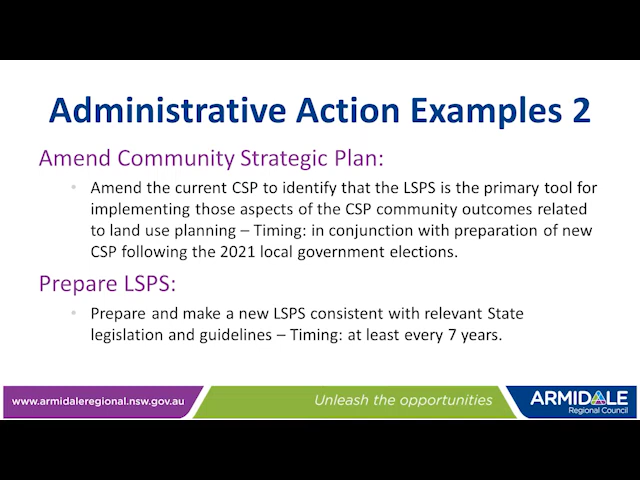 Administrative Action Examples 2
Amend Community Strategic Plan:
• Amend the current CSP to identify that the LSPS is the primary tool for
implementing those aspects of the CSP community outcomes related
to land use planning – Timing: in conjunction with preparation of new
CSP following the 2021 local government elections.
Prepare LSPS:
• Prepare and make a new LSPS consistent with relevant State
legislation and guidelines – Timing: at least every 7 years.
www.armidaleregional.nsw.gov.au
Unleash the opportunities
ARMIDALE
Regional Council